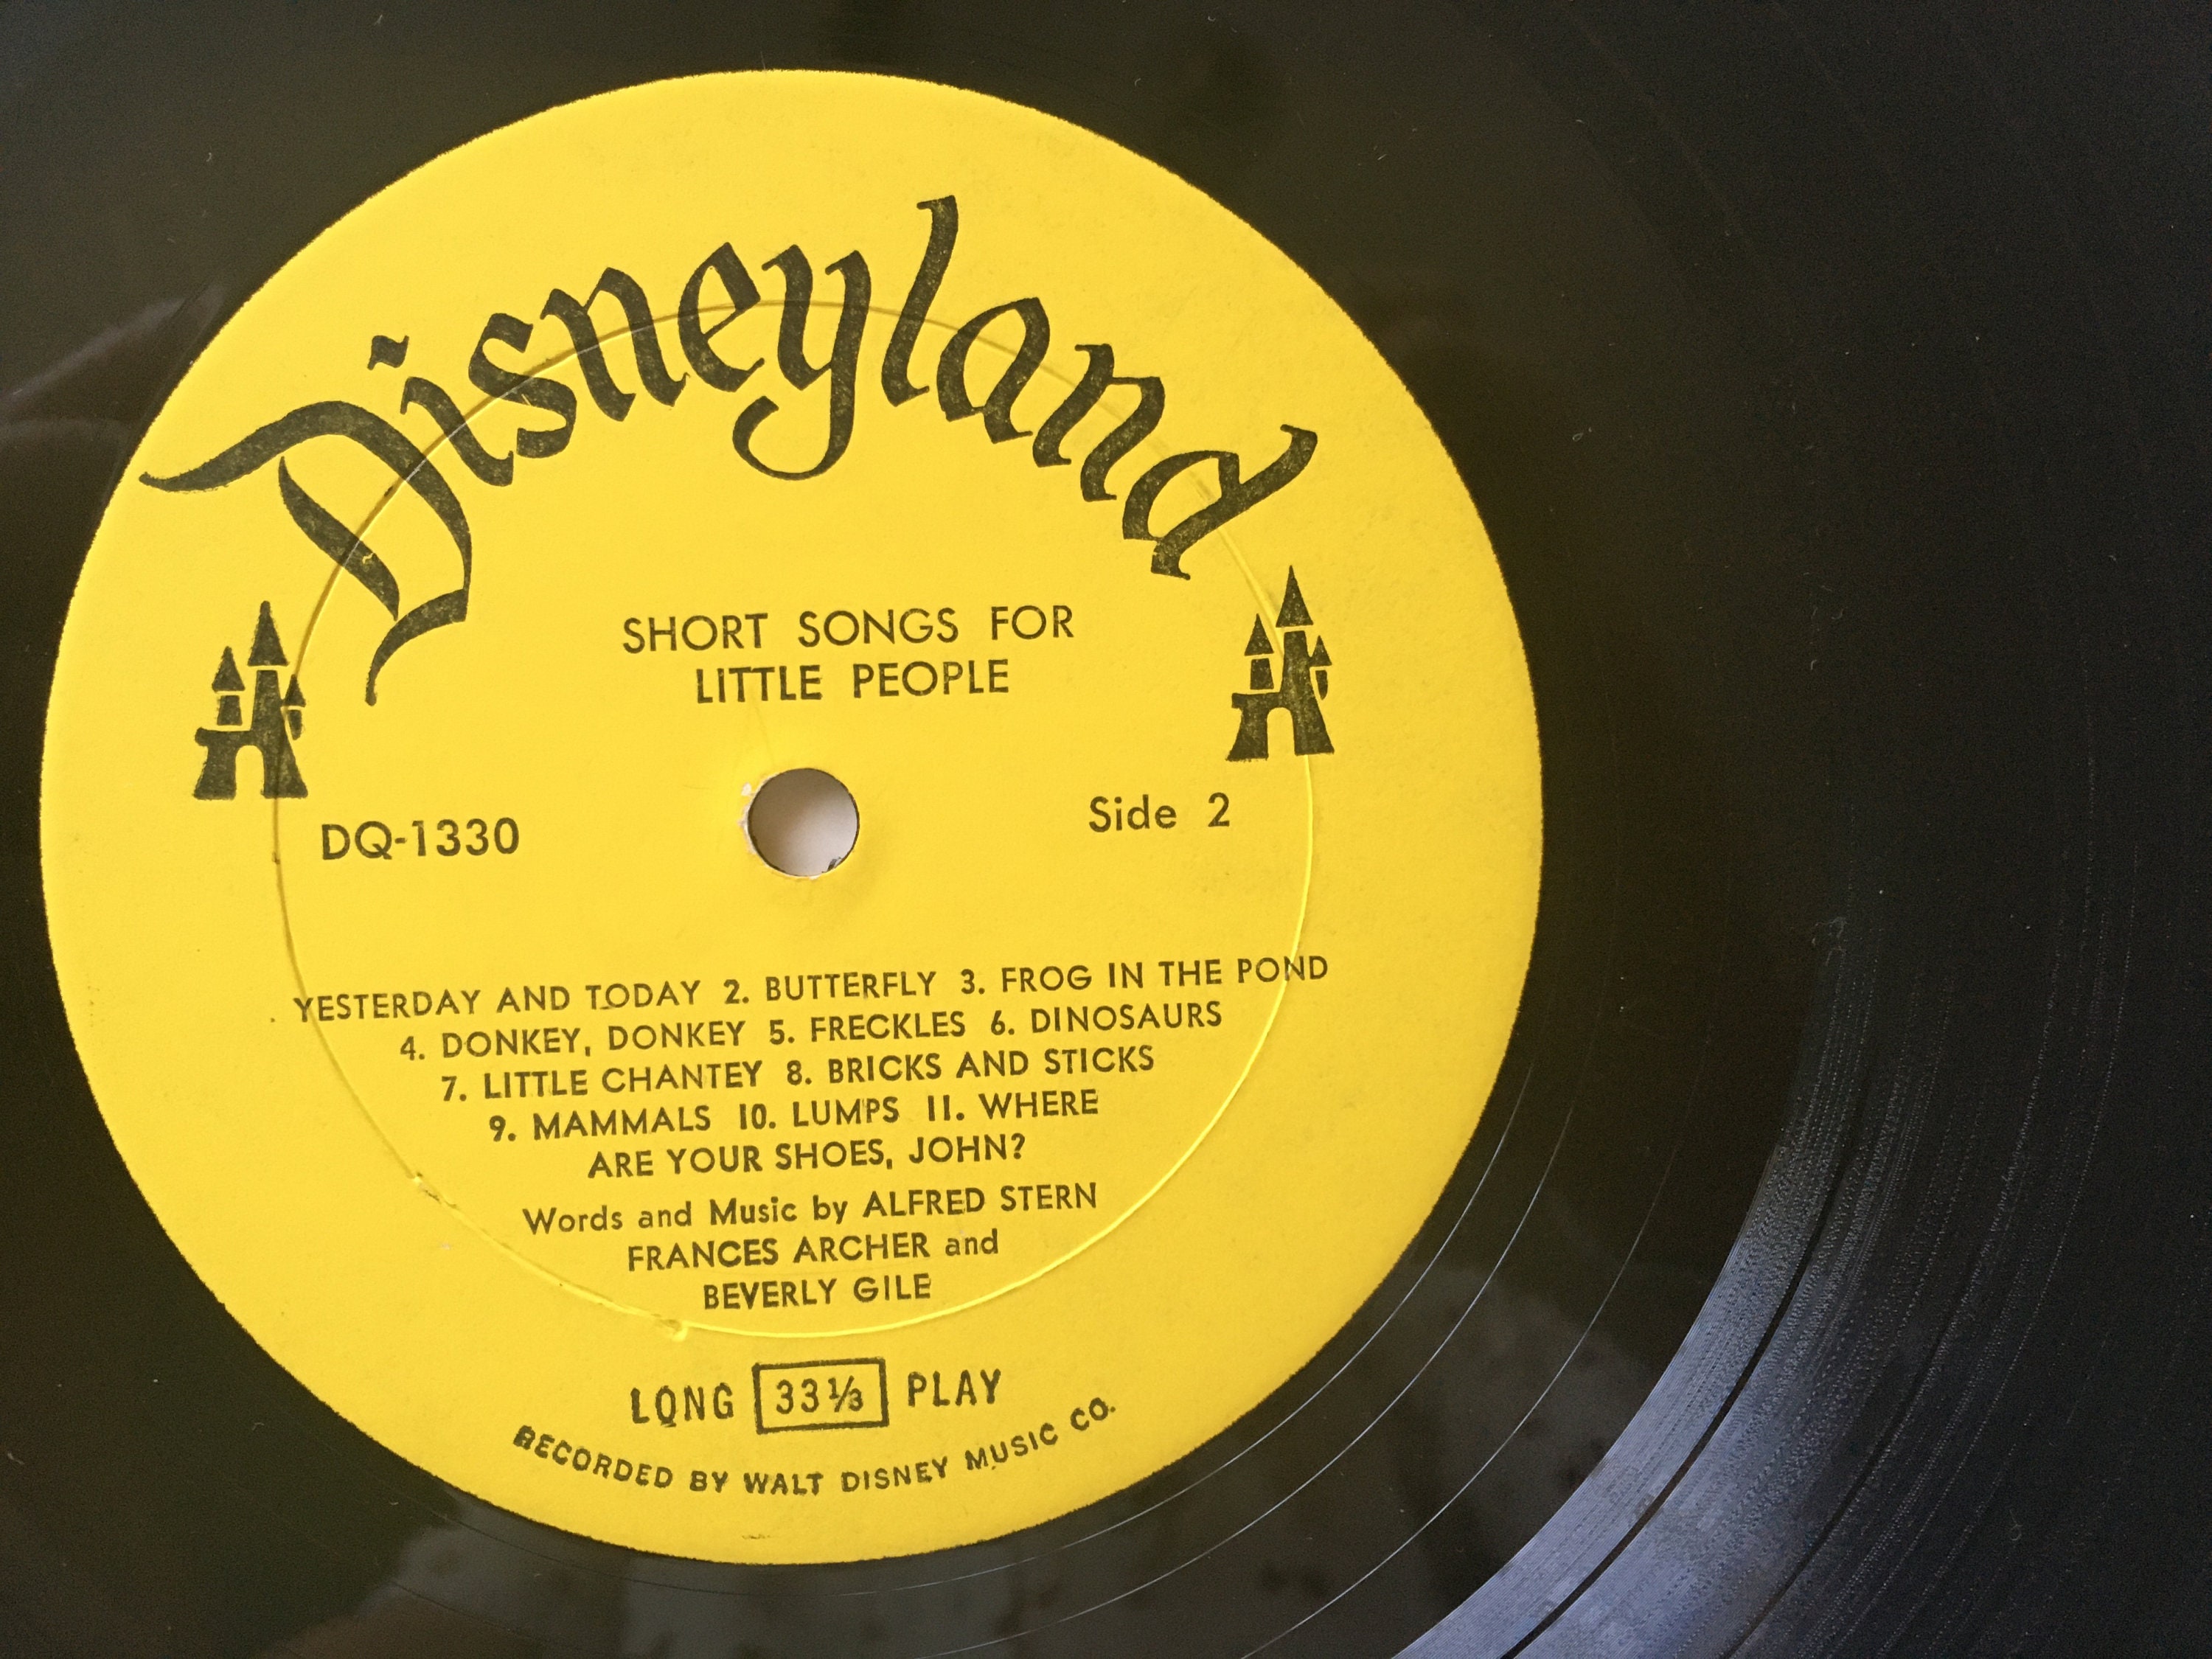 Disneyland
SHORT SONGS FOR
LITTLE PEOPLE
DQ-1330
Side 2
. YESTERDAY AND TODAY 2. BUTTERFLY 3. FROG IN THE POND
4. DONKEY, DONKEY 5. FRECKLES 6. DINOSAURS
7. LITTLE CHANTEY 8. BRICKS AND STICKS
9. MAMMALS 10. LUMPS 11. WHERE
ARE YOUR SHOES, JOHN?
Words and Music by ALFRED STERN
FRANCES ARCHER and
BEVERLY GILE
LONG 33⅓ PLAY
RECORDED BY WALT DISNEY MUSIC CO.